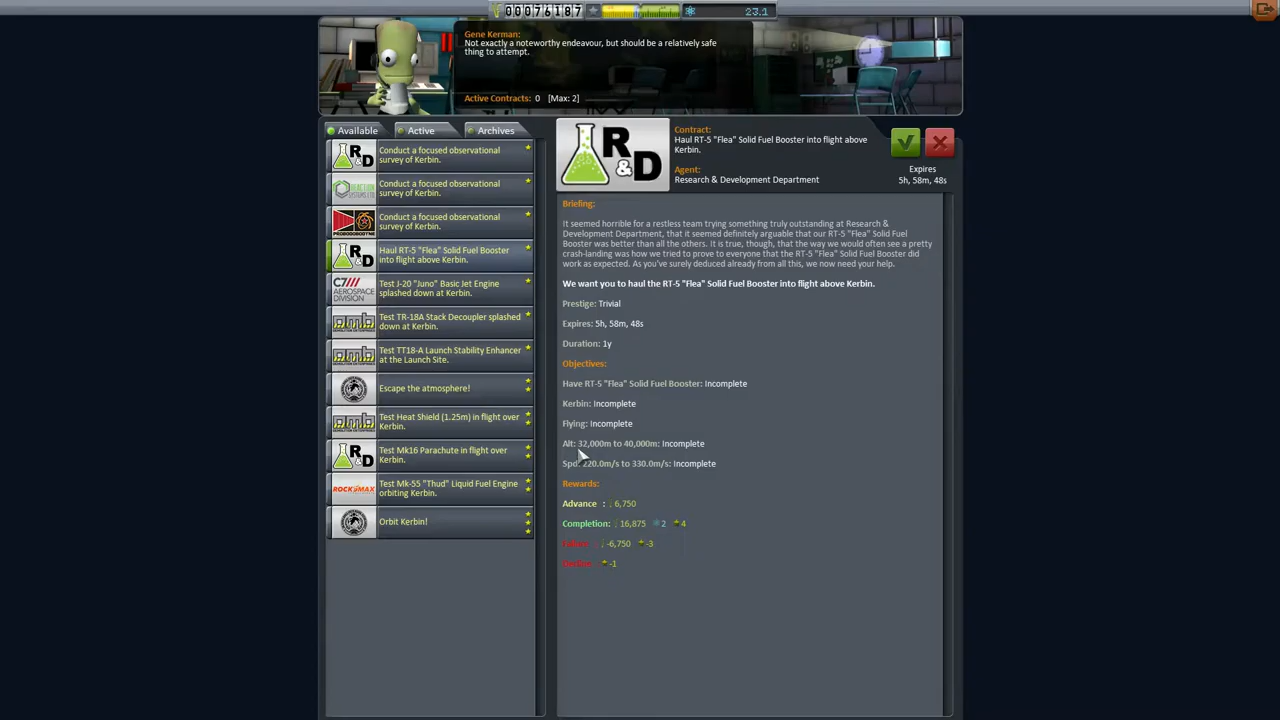 00076187
23.1
Gene Kerman:
Not exactly a noteworthy endeavour, but should be a relatively safe
thing to attempt.
Active Contracts: 0 [Max: 2]
Available
Active
Archives
R&D
Conduct a focused observational
survey of Kerbin.
REACTION
Conduct a focused observational
survey of Kerbin.
PROBODOBODYNE
Conduct a focused observational
survey of Kerbin.
R&D
Haul RT-5 "Flea" Solid Fuel Booster
into flight above Kerbin.
C7
AEROSPACE
DIVISION
Test J-20 "Juno" Basic Jet Engine
splashed down at Kerbin.
Test TR-18A Stack Decoupler splashed
down at Kerbin.
Test TT18-A Launch Stability Enhancer
at the Launch Site.
Escape the atmosphere!
Test Heat Shield (1.25m) in flight over
Kerbin.
R&D
Test Mk16 Parachute in flight over
Kerbin.
ROCKOMAX
Test Mk-55 "Thud" Liquid Fuel Engine
orbiting Kerbin.
Orbit Kerbin!
R&D
Contract:
Haul RT-5 "Flea" Solid Fuel Booster into flight above
Kerbin.
Agent:
Research & Development Department
Expires
5h, 58m, 48s
Briefing:
It seemed horrible for a restless team trying something truly outstanding at Research &
Development Department, that it seemed definitely arguable that our RT-5 "Flea" Solid Fuel
Booster was better than all the others. It is true, though, that the way we would often see a pretty
crash-landing was how we tried to prove to everyone that the RT-5 "Flea" Solid Fuel Booster did
work as expected. As you've surely deduced already from all this, we now need your help.
We want you to haul the RT-5 "Flea" Solid Fuel Booster into flight above Kerbin.
Prestige: Trivial
Expires: 5h, 58m, 48s
Duration: 1y
Objectives:
Have RT-5 "Flea" Solid Fuel Booster: Incomplete
Kerbin: Incomplete
Flying: Incomplete
Alt: 32,000m to 40,000m: Incomplete
Spd: 220.0m/s to 330.0m/s: Incomplete
Rewards:
Advance : 6,750
Completion: 16,875 2 4
Failure: -6,750 -3
Decline: -1